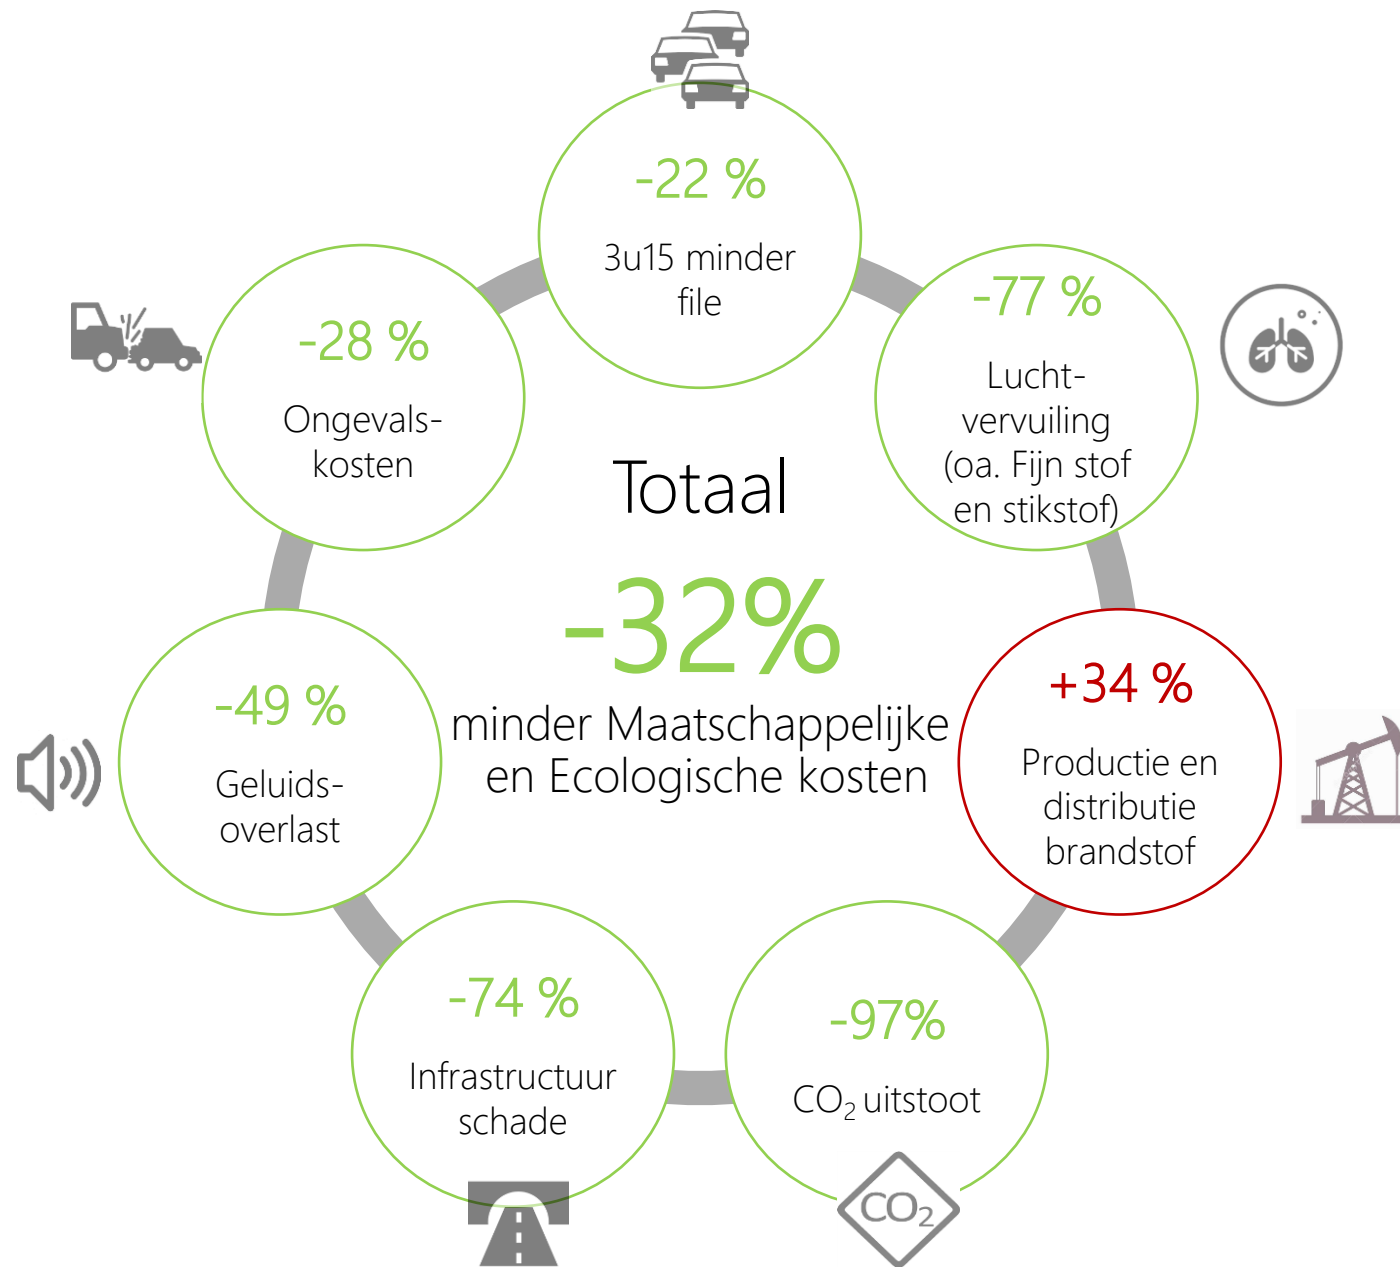 -22 %
3u15 minder
file
-77 %
Lucht-
vervuiling
(oa. Fijn stof
en stikstof)
+34 %
Productie en
distributie
brandstof
-97%
CO₂ uitstoot
CO₂
-74 %
Infrastructuur
schade
-49 %
Geluids-
overlast
-28 %
Ongevals-
kosten
Totaal
-32%
minder Maatschappelijke
en Ecologische kosten